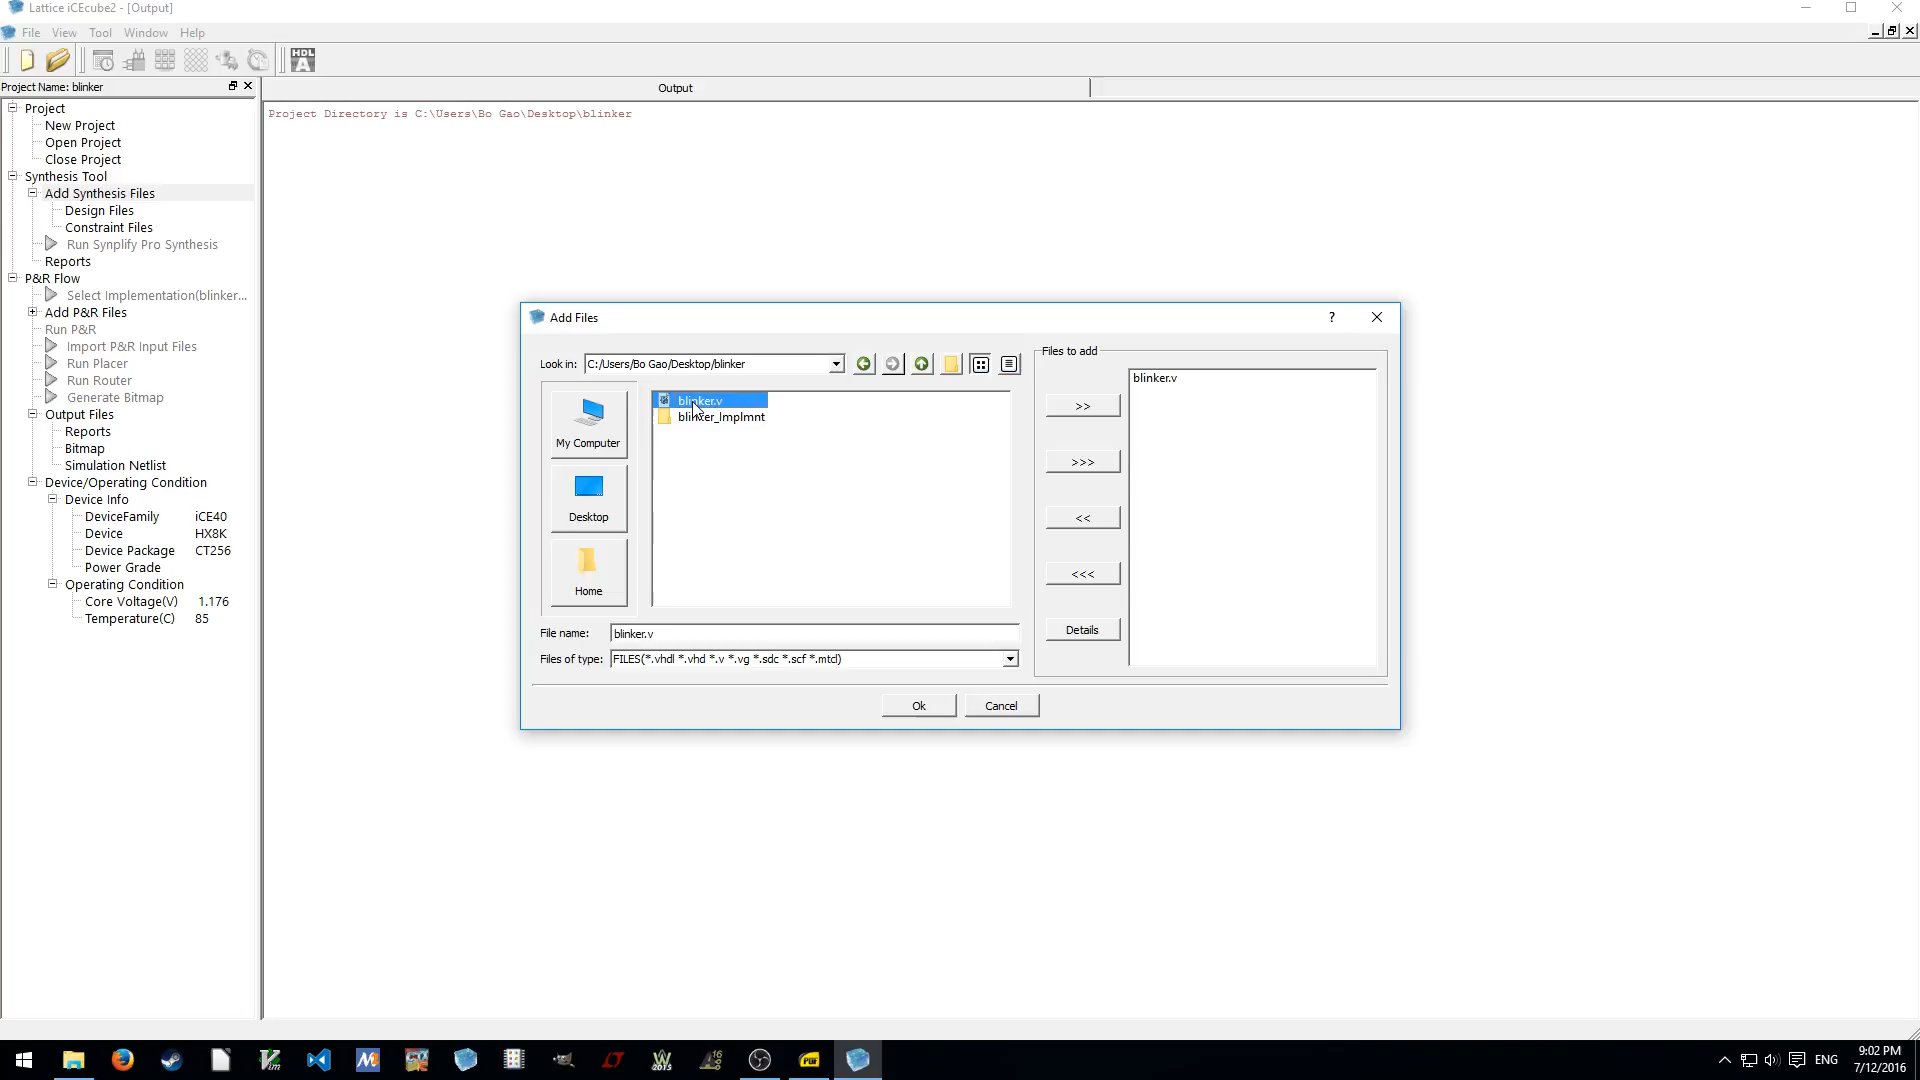 Lattice iCEcube2 - [Output]
File View Tool Window Help
HDL
A
Project Name: blinker
Output
Project Directory is C:\Users\Bo Gao\Desktop\blinker
Project
New Project
Open Project
Close Project
Synthesis Tool
Add Synthesis Files
Design Files
Constraint Files
Run Synplify Pro Synthesis
Reports
P&R Flow
Select Implementation(blinker...
Add P&R Files
Run P&R
Import P&R Input Files
Run Placer
Run Router
Generate Bitmap
Output Files
Reports
Bitmap
Simulation Netlist
Device/Operating Condition
Device Info
DeviceFamily iCE40
Device HX8K
Device Package CT256
Power Grade
Operating Condition
Core Voltage(V) 1.176
Temperature(C) 85
Add Files
?
Look in: C:/Users/Bo Gao/Desktop/blinker
My Computer
Desktop
Home
blinker.v
blinker_Implmnt
File name: blinker.v
Files of type: FILES(*.vhdl *.vhd *.v *.vg *.sdc *.scf *.mtcl)
Files to add
blinker.v
>>
>>>
<<
<<<
Details
Ok
Cancel
ENG
9:02 PM
7/12/2016